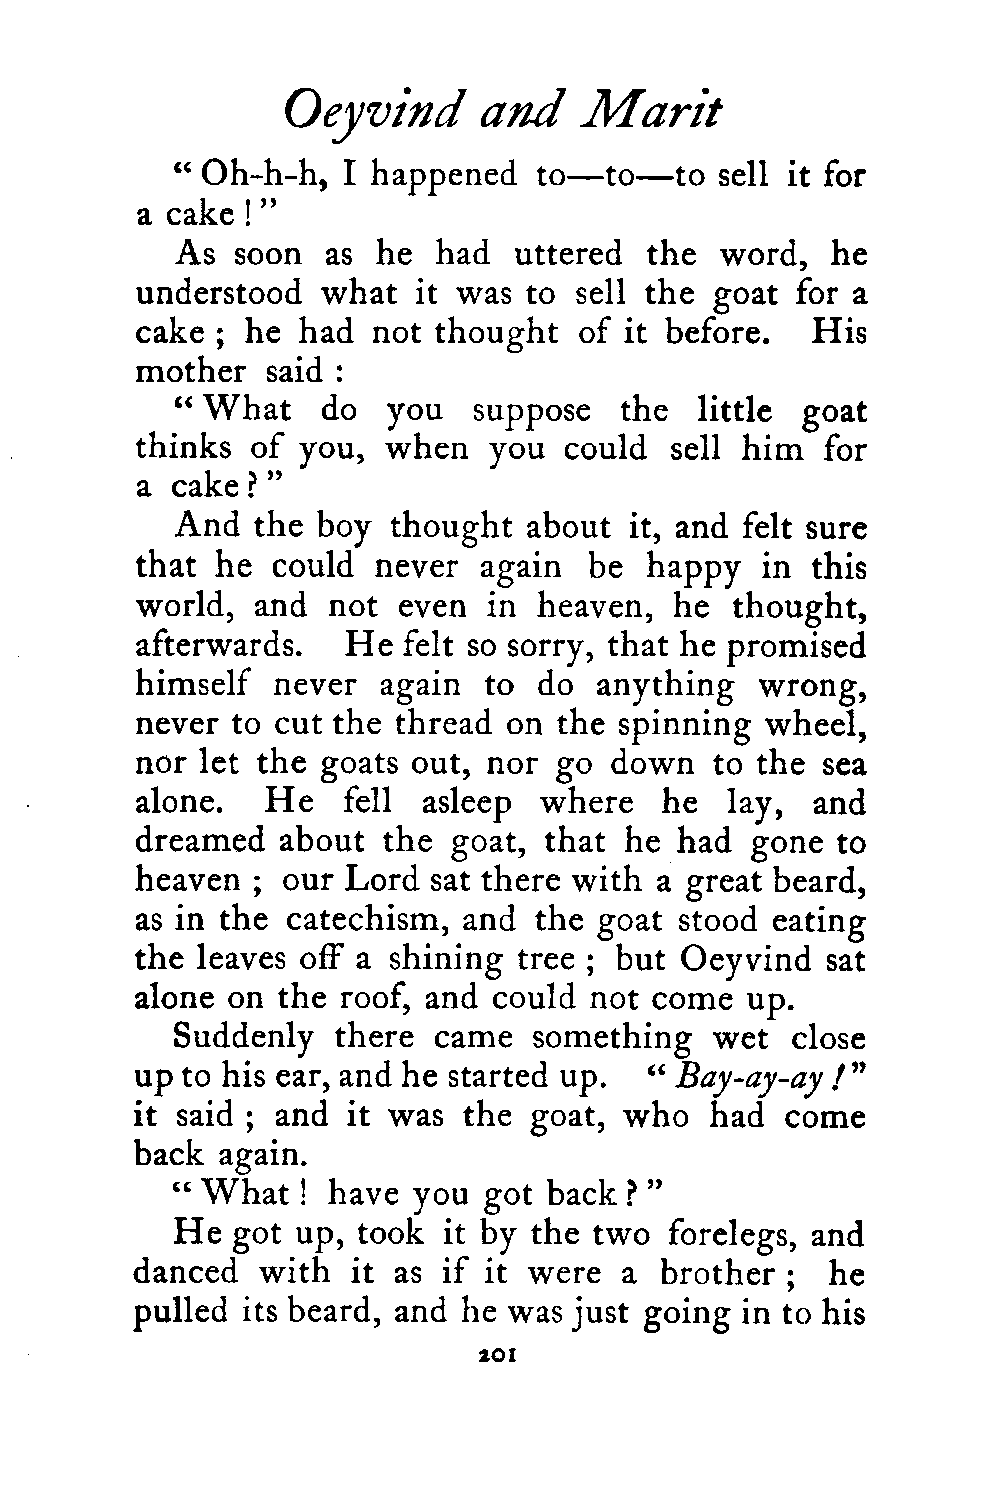 Oeyvind and Marit
“ Oh-h-h, I happened to—to—to sell it for
a cake ! ”
As soon as he had uttered the word, he
understood what it was to sell the goat for a
cake ; he had not thought of it before. His
mother said :
“ What do you suppose the little goat
thinks of you, when you could sell him for
a cake ? ”
And the boy thought about it, and felt sure
that he could never again be happy in this
world, and not even in heaven, he thought,
afterwards. He felt so sorry, that he promised
himself never again to do anything wrong,
never to cut the thread on the spinning wheel,
nor let the goats out, nor go down to the sea
alone. He fell asleep where he lay, and
dreamed about the goat, that he had gone to
heaven ; our Lord sat there with a great beard,
as in the catechism, and the goat stood eating
the leaves off a shining tree ; but Oeyvind sat
alone on the roof, and could not come up.
Suddenly there came something wet close
up to his ear, and he started up. “ Bay-ay-ay ! ”
it said ; and it was the goat, who had come
back again.
“ What ! have you got back ? ”
He got up, took it by the two forelegs, and
danced with it as if it were a brother ; he
pulled its beard, and he was just going in to his
201